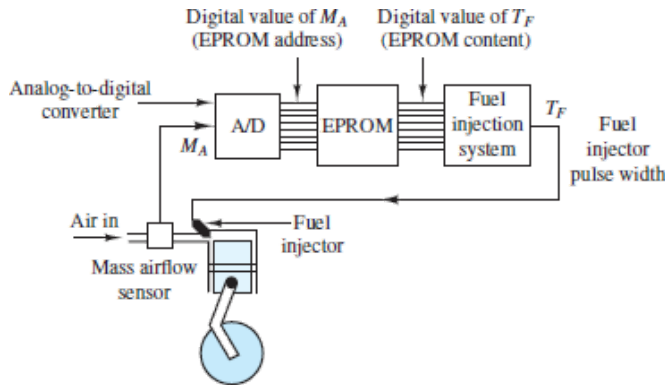 Digital value of M_A
(EPROM address)
Digital value of T_F
(EPROM content)
Analog-to-digital
converter
M_A
A/D
EPROM
Fuel
injection
system
T_F
Fuel
injector
pulse width
Air in
Fuel
injector
Mass airflow
sensor